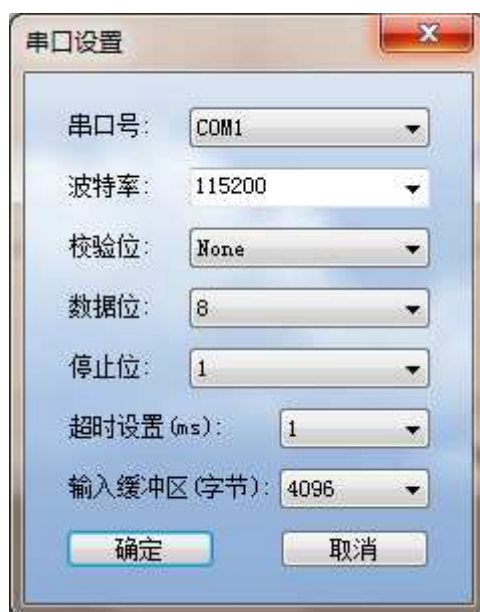 串口设置
串口号: COM1
波特率: 115200
校验位: None
数据位: 8
停止位: 1
超时设置(ms): 1
输入缓冲区(字节): 4096
确定 取消